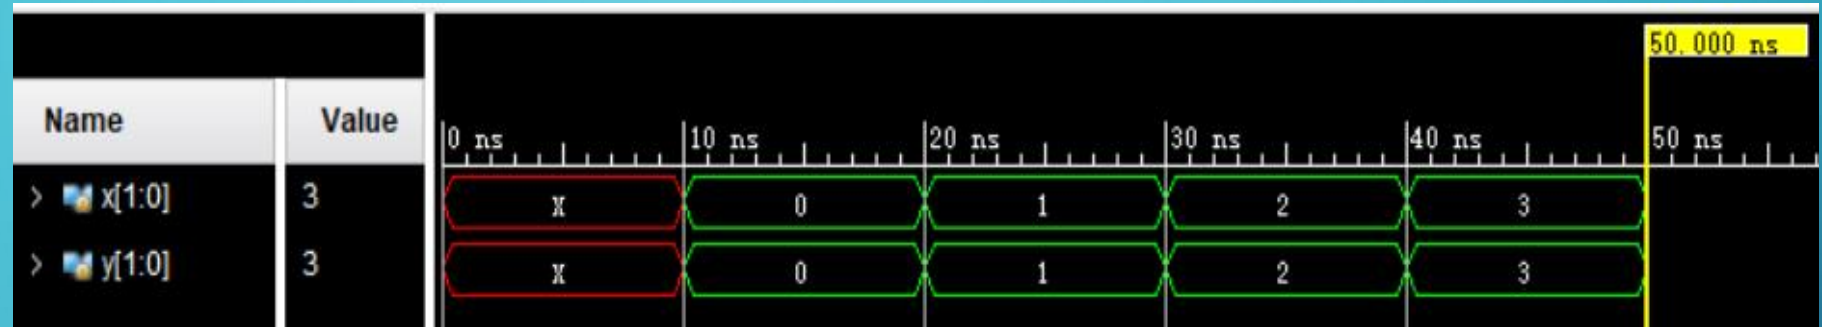 50.000 ns
Name Value
0 ns 10 ns 20 ns 30 ns 40 ns 50 ns
x[1:0] 3 X 0 1 2 3
y[1:0] 3 X 0 1 2 3